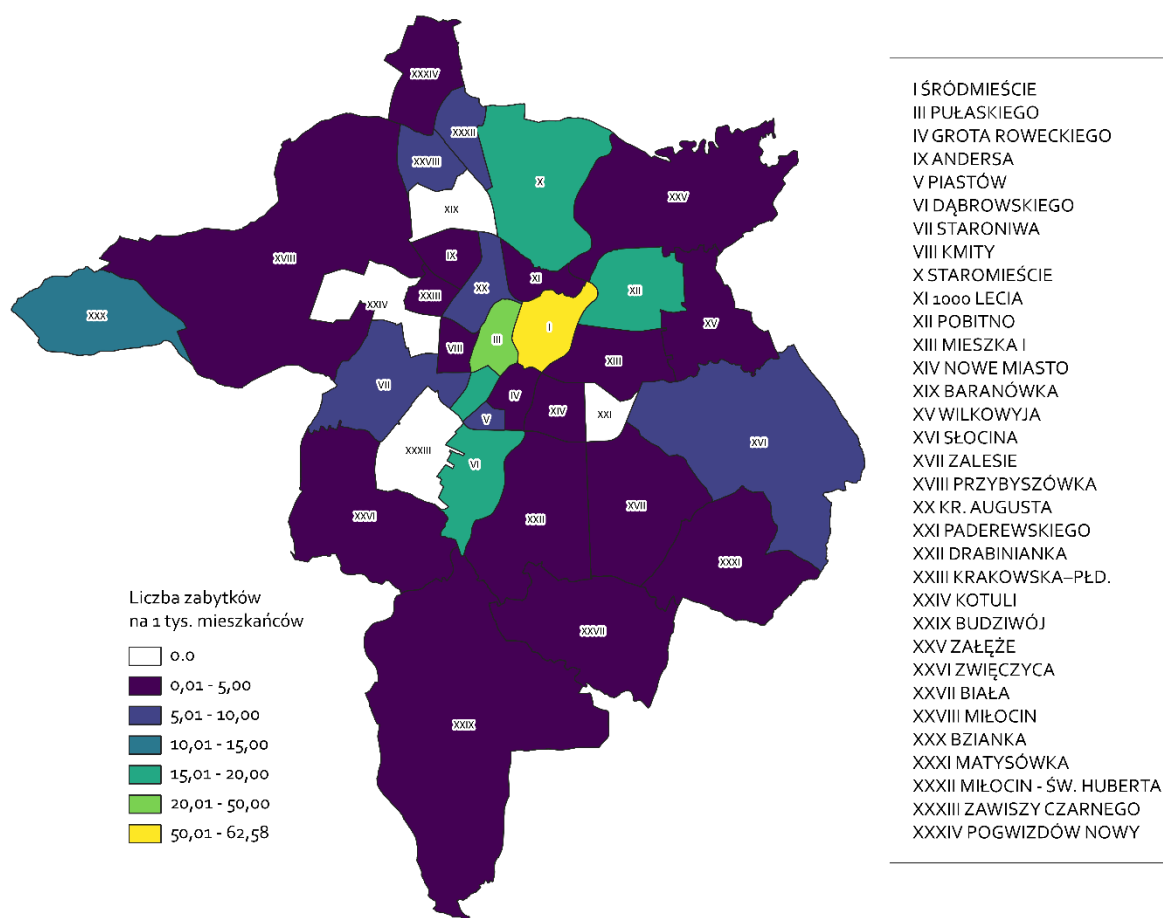 XXXIV
XXXII
XXVIII
X
XXV
XIX
IX
XVIII
XI
XX
XII
XXIII
XXIV
XXX
XV
I
III
VIII
XIII
VII
IV
XIV
XXI
V
XVI
XXXIII
VI
XXVI
XXII
XVII
XXXI
XXVII
XXIX
Liczba zabytków
na 1 tys. mieszkańców
0.0
0,01 - 5,00
5,01 - 10,00
10,01 - 15,00
15,01 - 20,00
20,01 - 50,00
50,01 - 62,58
I ŚRÓDMIEŚCIE
III PUŁASKIEGO
IV GROTA ROWECKIEGO
IX ANDERSA
V PIASTÓW
VI DĄBROWSKIEGO
VII STARONIWA
VIII KMITY
X STAROMIEŚCIE
XI 1000 LECIA
XII POBITNO
XIII MIESZKA I
XIV NOWE MIASTO
XIX BARANÓWKA
XV WILKOWYJA
XVI SŁOCINA
XVII ZALESIE
XVIII PRZYBYSZÓWKA
XX KR. AUGUSTA
XXI PADEREWSKIEGO
XXII DRABINIANKA
XXIII KRAKOWSKA–PŁD.
XXIV KOTULI
XXIX BUDZIWÓJ
XXV ZAŁĘŻE
XXVI ZWIĘCZYCA
XXVII BIAŁA
XXVIII MIŁOCIN
XXX BZIANKA
XXXI MATYSÓWKA
XXXII MIŁOCIN - ŚW. HUBERTA
XXXIII ZAWISZY CZARNEGO
XXXIV POGWIZDÓW NOWY